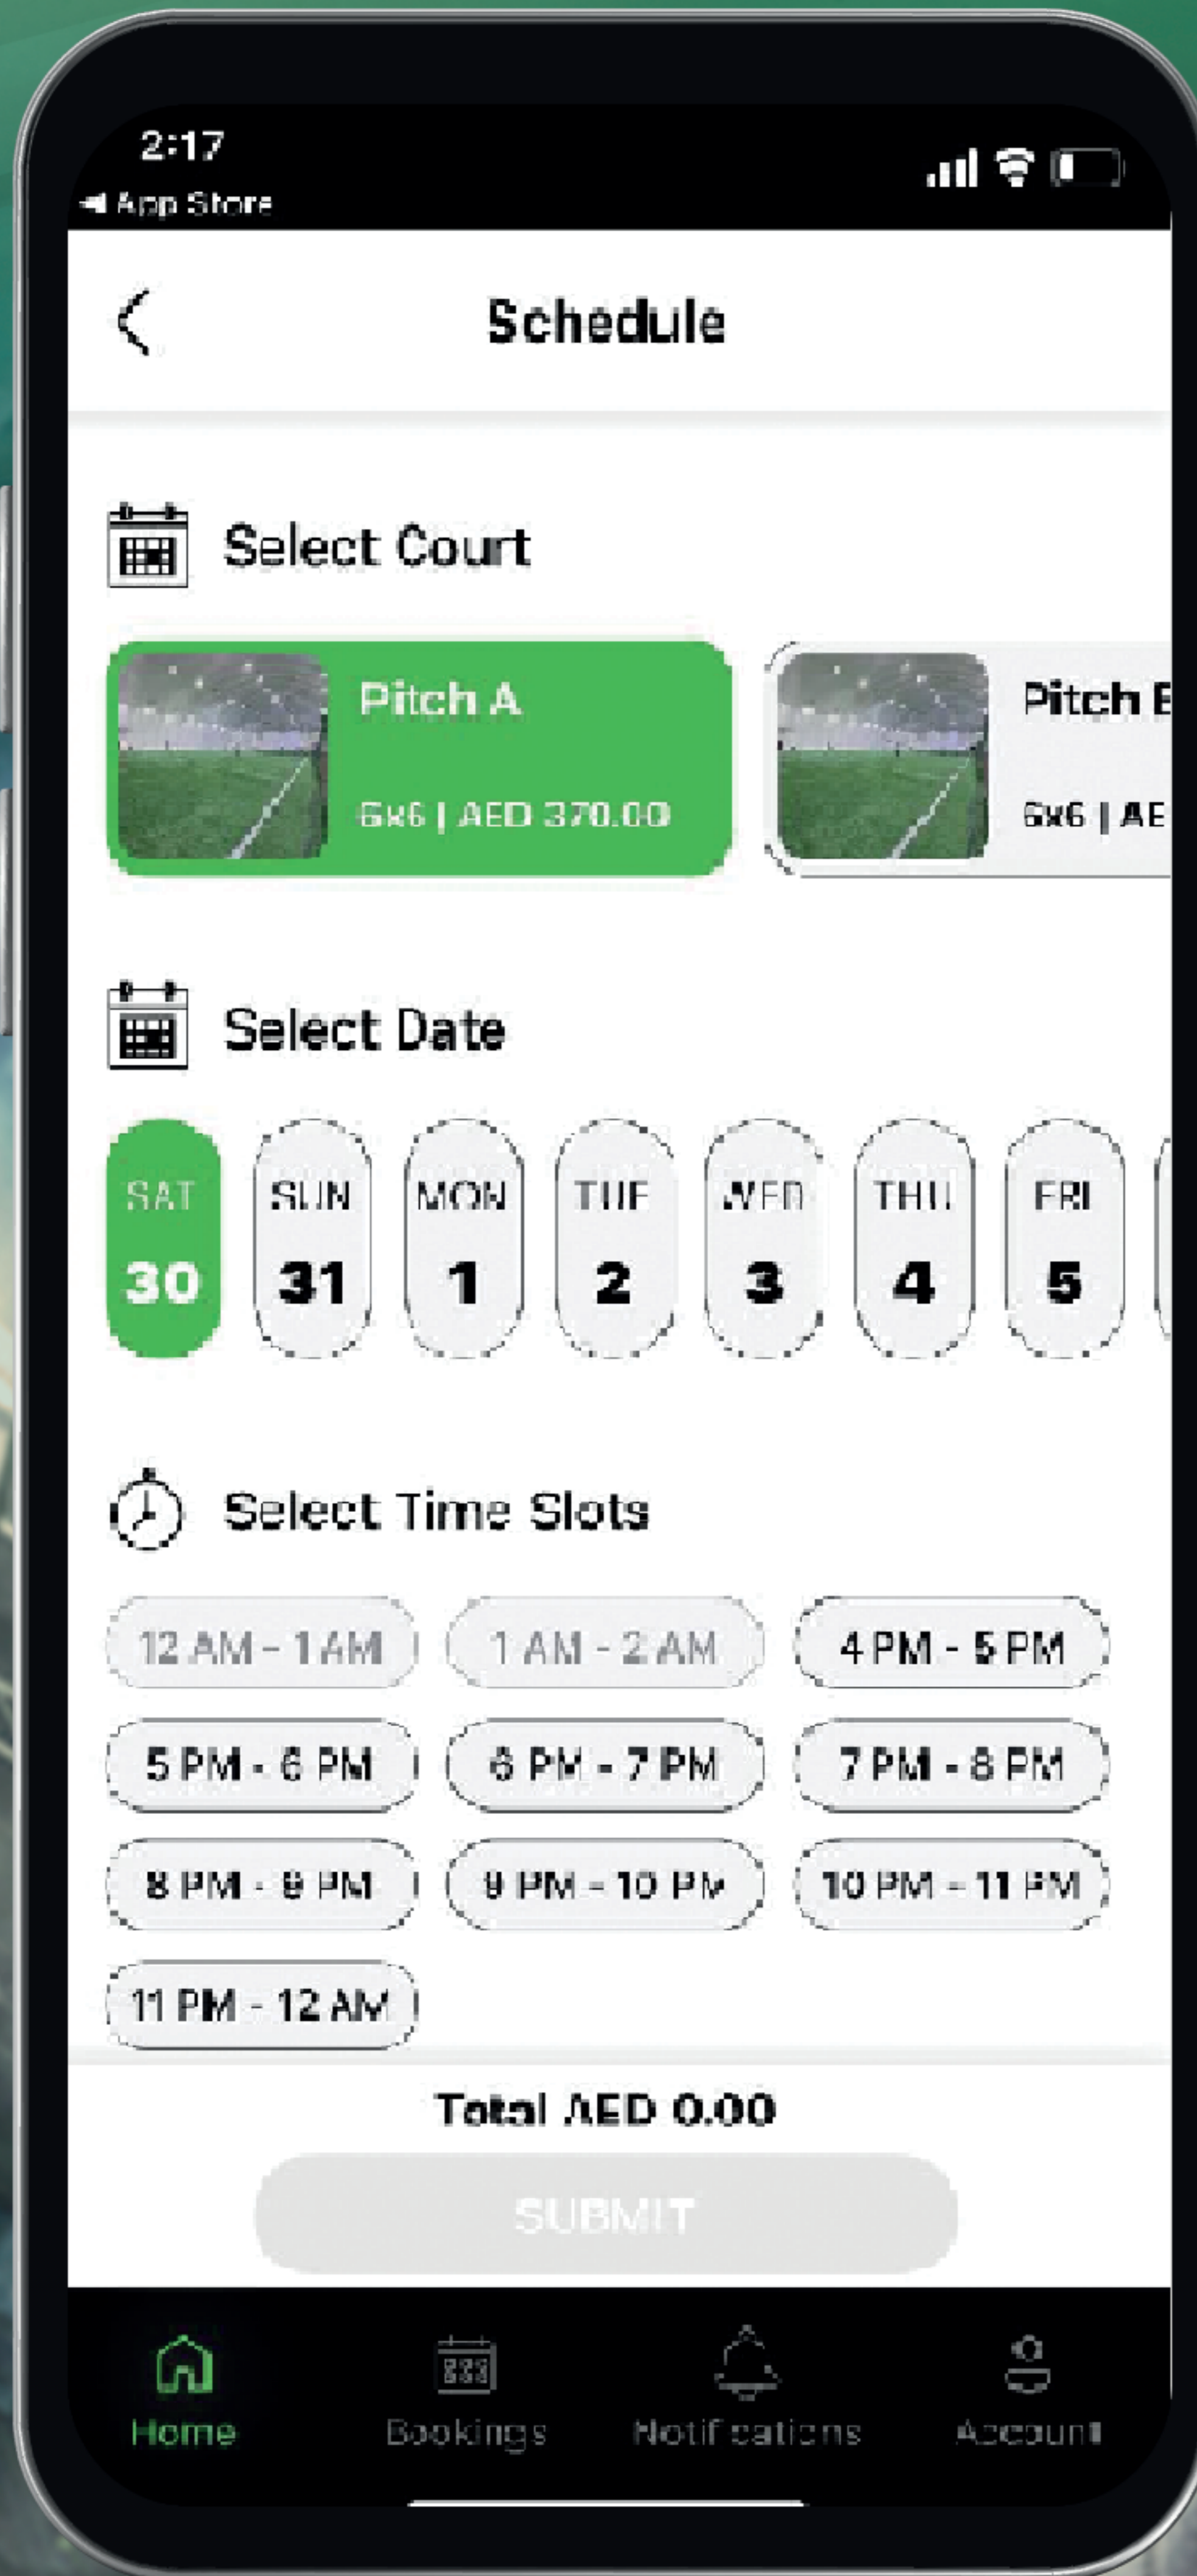 2:17
App Store
Schedule
Select Court
Pitch A
6x6 | AED 370.00
Pitch B
6x6 | AE
Select Date
SAT SUN MON TUE WED THU FRI
30 31 1 2 3 4 5
Select Time Slots
12 AM - 1 AM 1 AM - 2 AM 4 PM - 5 PM
5 PM - 6 PM 6 PM - 7 PM 7 PM - 8 PM
8 PM - 9 PM 9 PM - 10 PM 10 PM - 11 PM
11 PM - 12 AM
Total AED 0.00
SUBMIT
Home Bookings Notifications Account